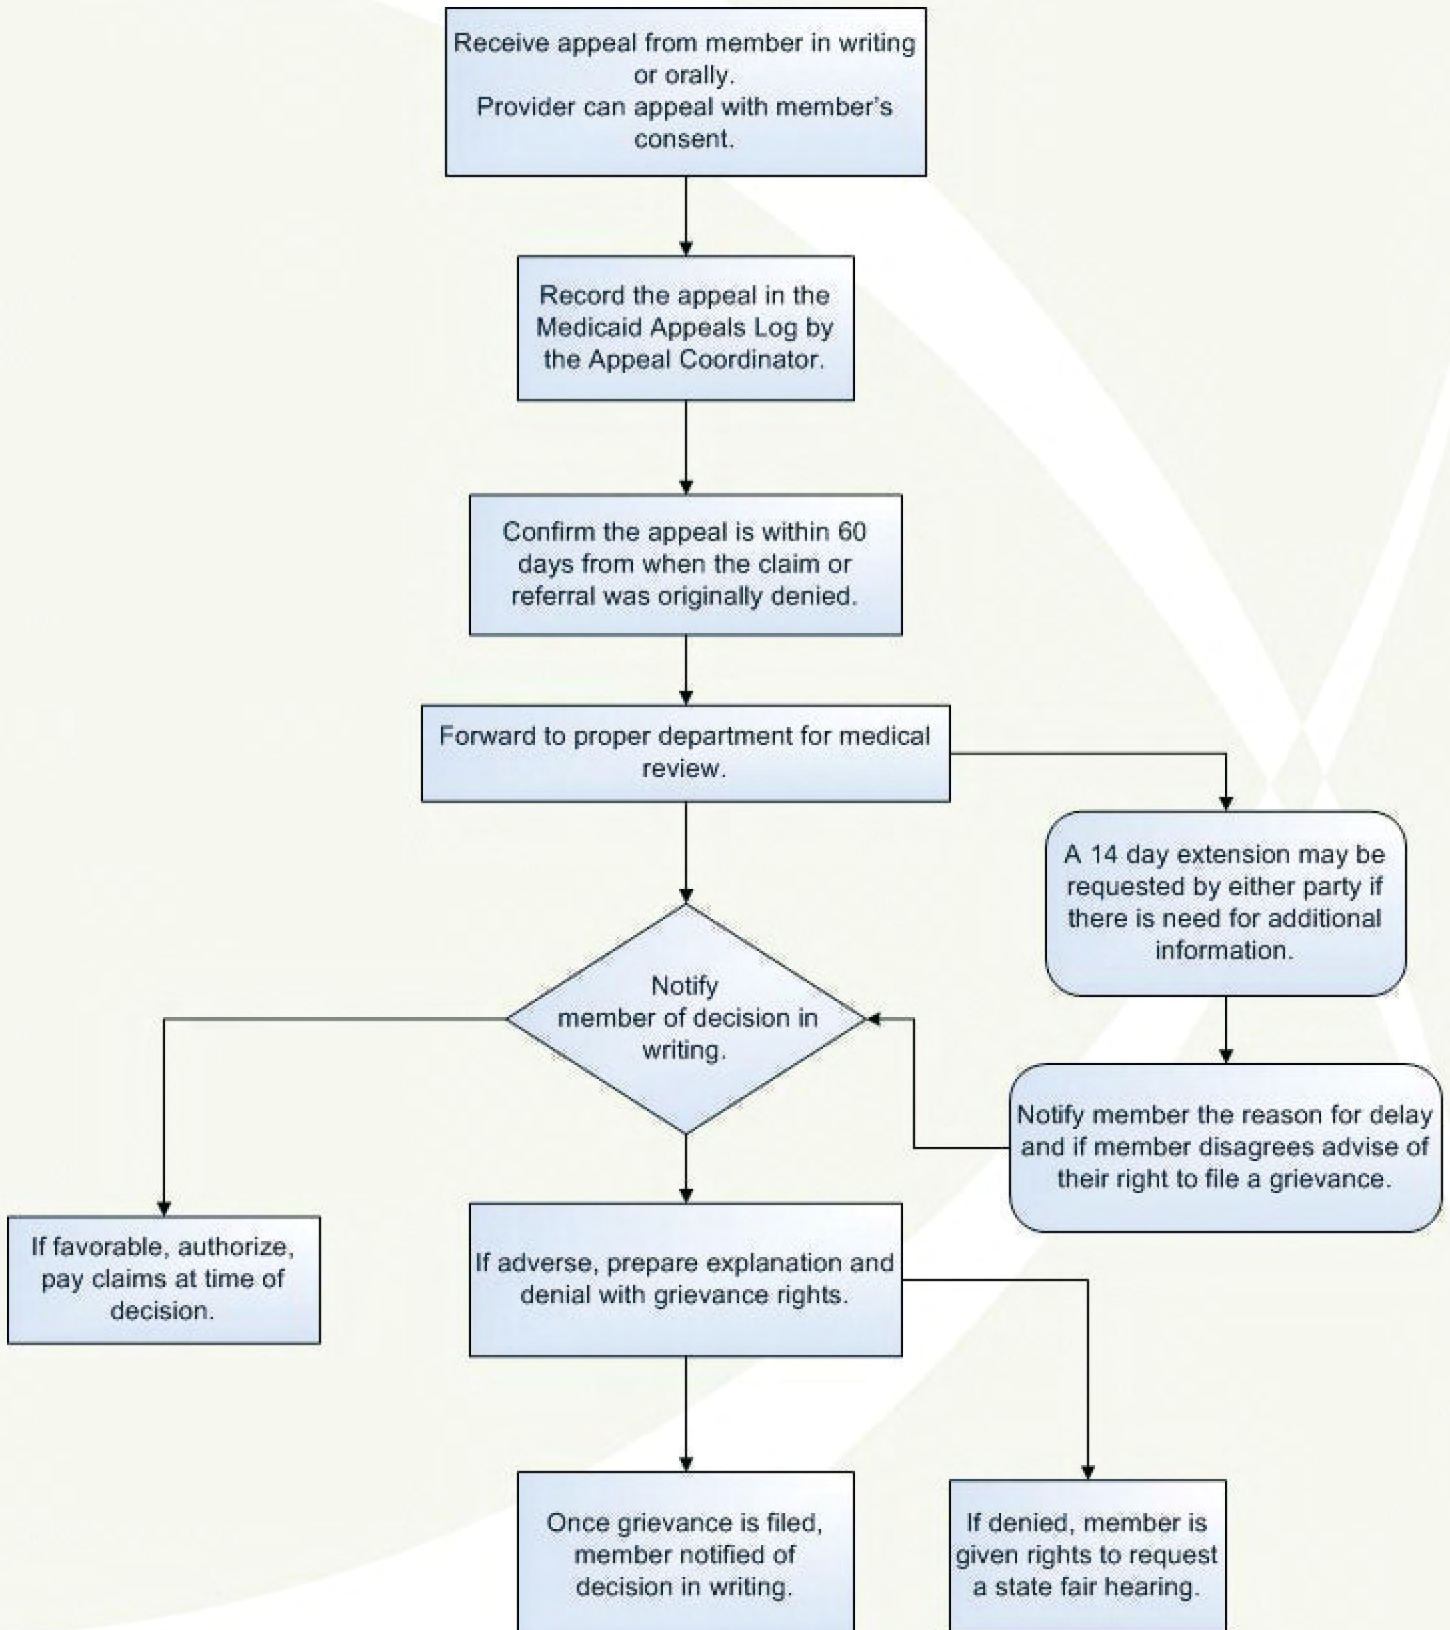 Receive appeal from member in writing
or orally.
Provider can appeal with member's
consent.
Record the appeal in the
Medicaid Appeals Log by
the Appeal Coordinator.
Confirm the appeal is within 60
days from when the claim or
referral was originally denied.
Forward to proper department for medical
review.
A 14 day extension may be
requested by either party if
there is need for additional
information.
Notify
member of decision in
writing.
Notify member the reason for delay
and if member disagrees advise of
their right to file a grievance.
If favorable, authorize,
pay claims at time of
decision.
If adverse, prepare explanation and
denial with grievance rights.
Once grievance is filed,
member notified of
decision in writing.
If denied, member is
given rights to request
a state fair hearing.